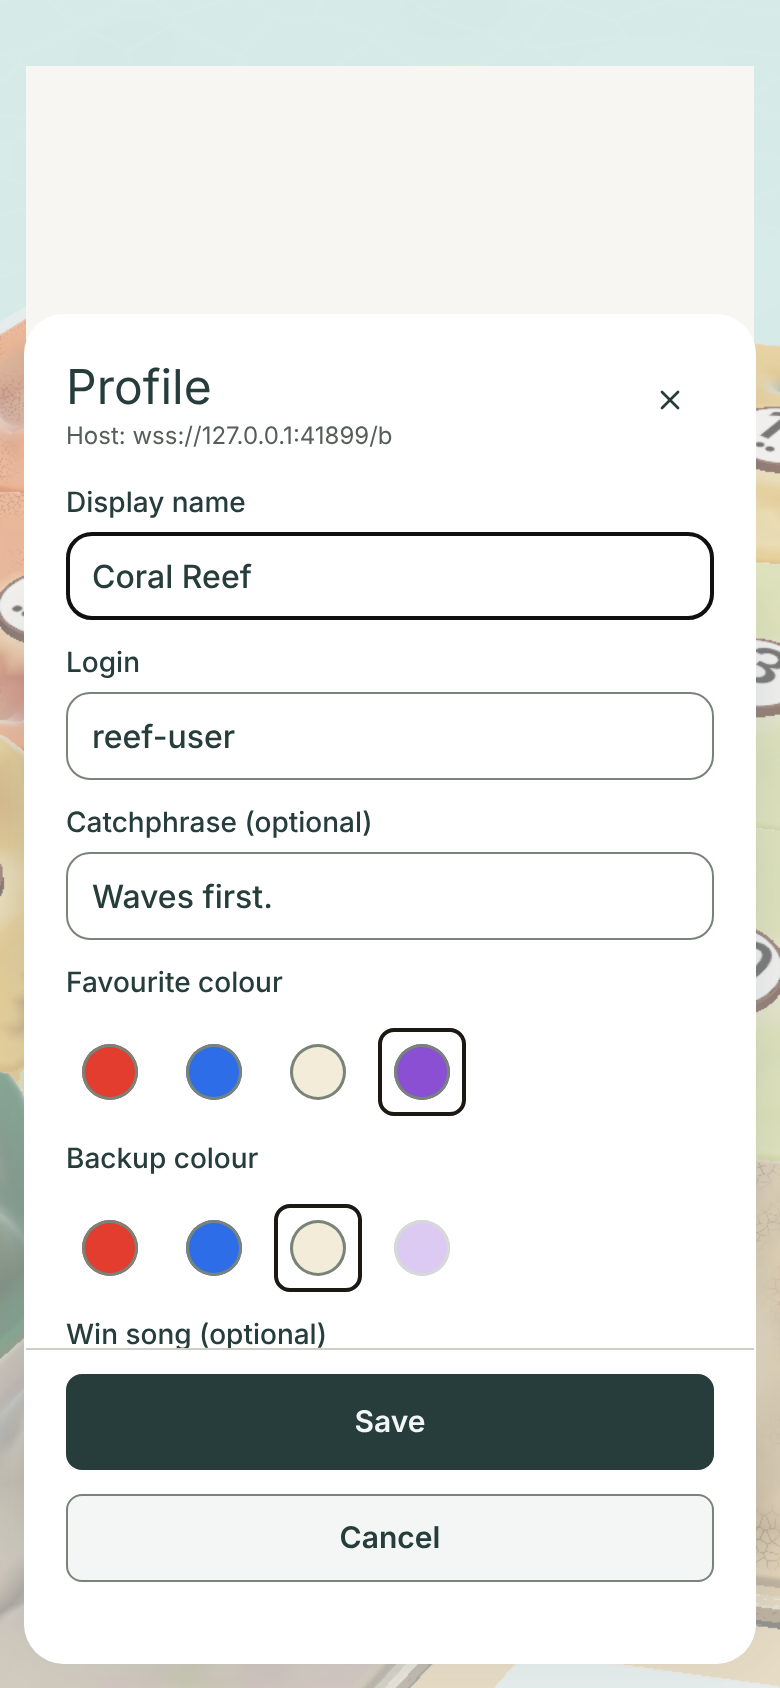 Profile
Host: wss://127.0.0.1:41899/b
Display name
Coral Reef
Login
reef-user
Catchphrase (optional)
Waves first.
Favourite colour
Backup colour
Win song (optional)
Save
Cancel